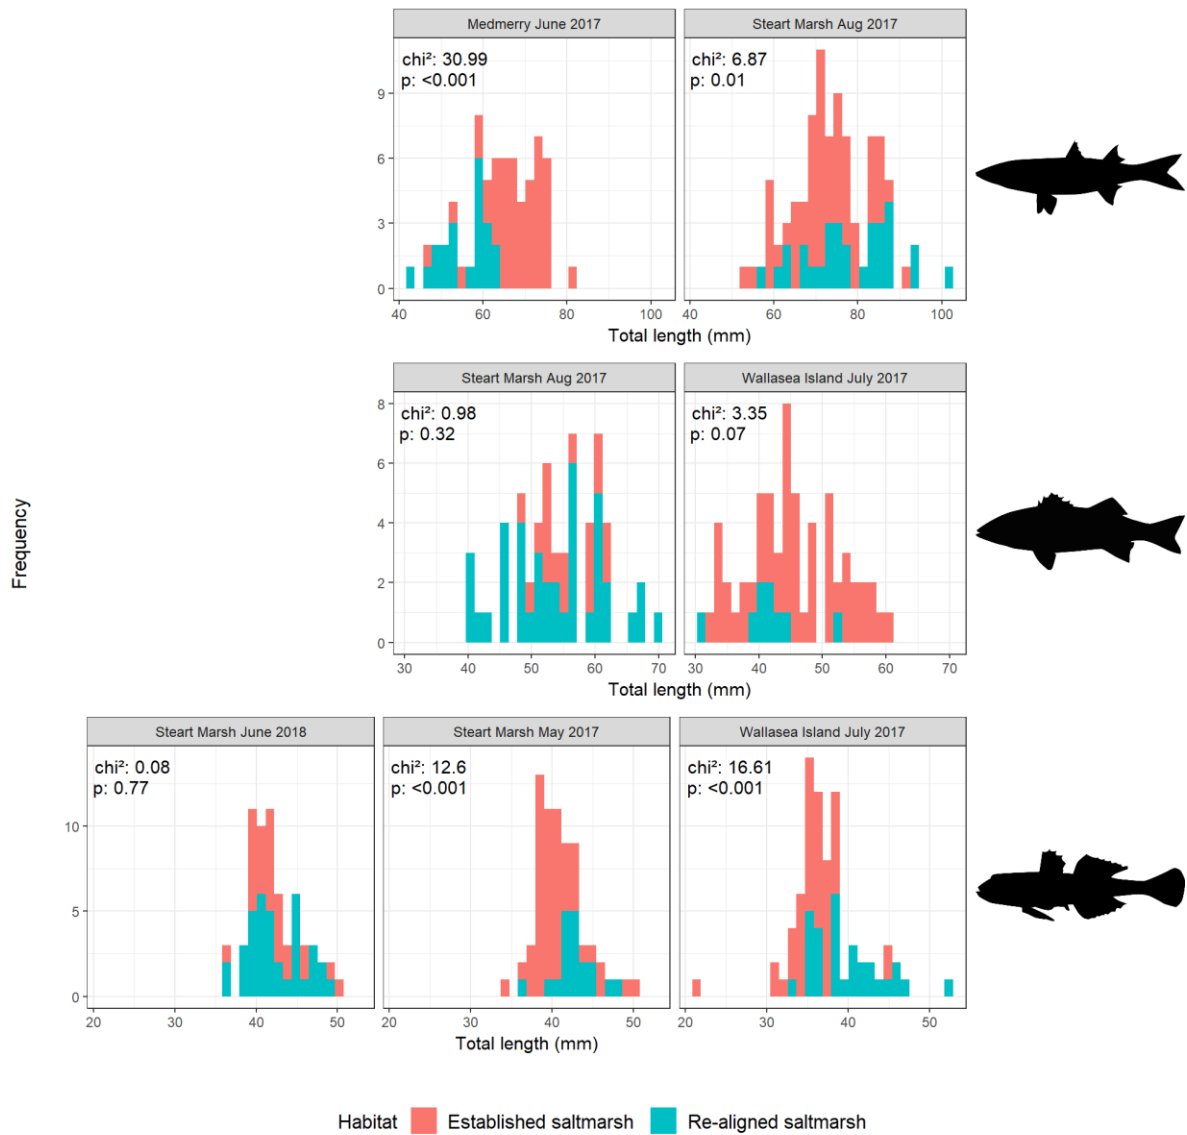 Medmerry June 2017
Steart Marsh Aug 2017
chi²: 30.99
p: <0.001
chi²: 6.87
p: 0.01
9
6
3
0
40 60 80 100
40 60 80 100
Total length (mm)
Steart Marsh Aug 2017
Wallasea Island July 2017
chi²: 0.98
p: 0.32
chi²: 3.35
p: 0.07
8
6
4
2
0
30 40 50 60 70
30 40 50 60 70
Total length (mm)
Frequency
Steart Marsh June 2018
Steart Marsh May 2017
Wallasea Island July 2017
chi²: 0.08
p: 0.77
chi²: 12.6
p: <0.001
chi²: 16.61
p: <0.001
10
5
0
20 30 40 50
20 30 40 50
20 30 40 50
Total length (mm)
Habitat Established saltmarsh Re-aligned saltmarsh